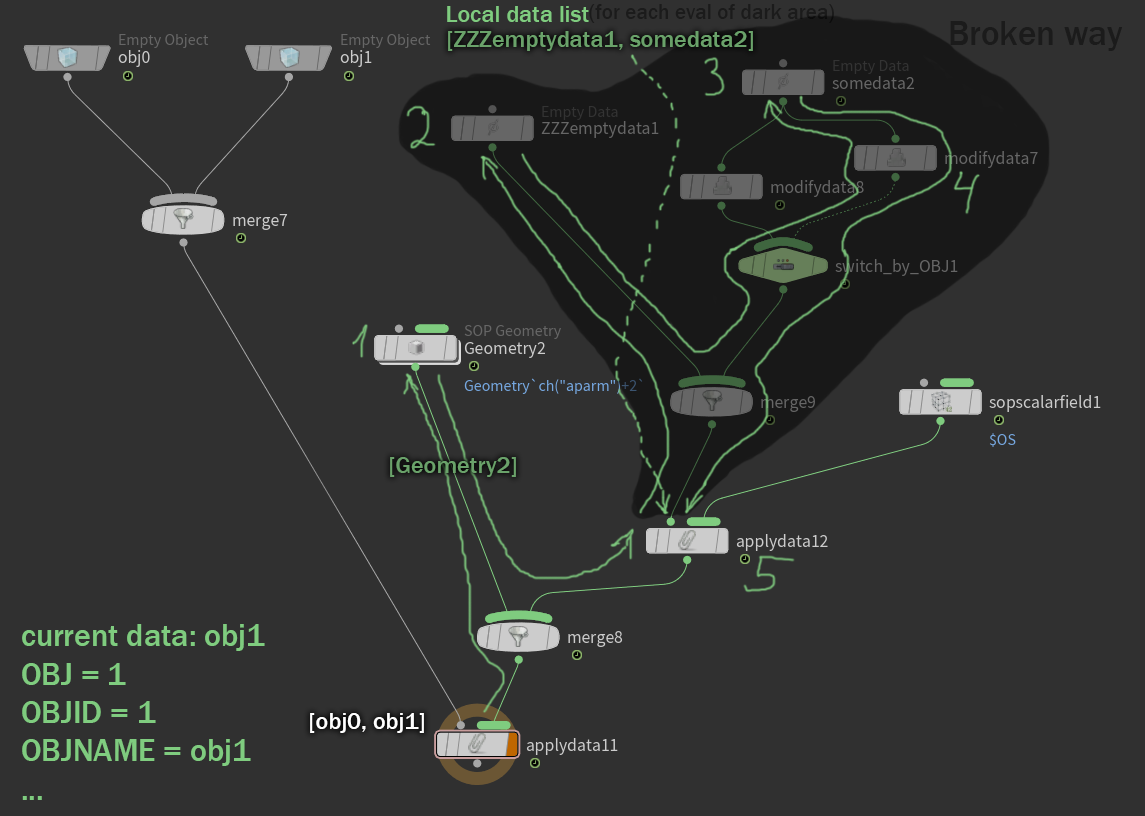 Local data list(for each eval of dark area)
[ZZZemptydata1, somedata2]
Broken way
Empty Object
obj0
Empty Object
obj1
3
Empty Data
somedata2
2
Empty Data
ZZZemptydata1
modifydata7
4
modifydata8
merge7
switch_by_OBJ1
1
SOP Geometry
Geometry2
Geometry`ch("aparm")+2`
merge9
sopscalarfield1
$OS
[Geometry2]
applydata12
5
merge8
current data: obj1
OBJ = 1
OBJID = 1
OBJNAME = obj1
...
[obj0, obj1]
applydata11